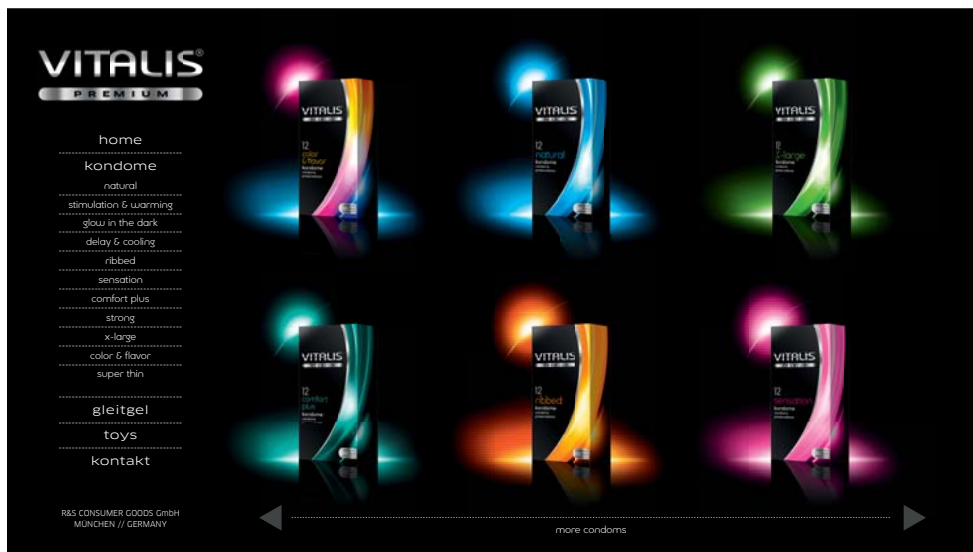 VITALIS®
PREMIUM
home
kondome
natural
stimulation & warming
glow in the dark
delay & cooling
ribbed
sensation
comfort plus
strong
x-large
color & flavor
super thin
gleitgel
toys
kontakt
R&S CONSUMER GOODS GmbH
MÜNCHEN // GERMANY
VITALIS
12
color
& flavor
kondome
VITALIS
12
natural
kondome
VITALIS
12
x-large
kondome
VITALIS
12
comfort
plus
kondome
VITALIS
12
ribbed
kondome
VITALIS
12
sensation
kondome
more condoms